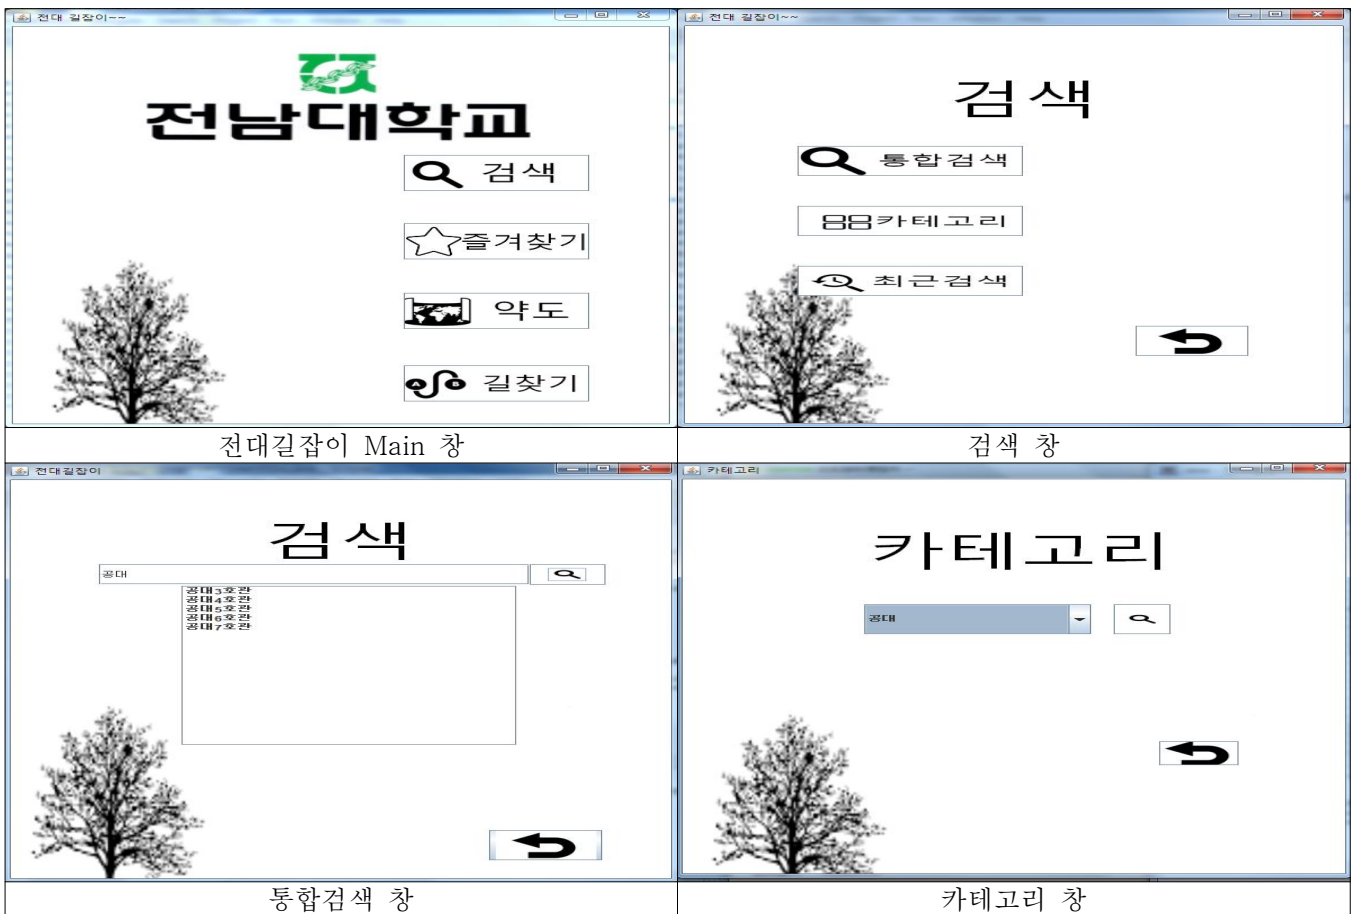 전대 길잡이~~
전남대학교
검색
즐겨찾기
약도
A B
길찾기
전대길잡이 Main 창
전대 길잡이~~
검색
통합검색
카테고리
최근검색
검색 창
전대길잡이
검색
공대
공대3호관
공대4호관
공대5호관
공대6호관
공대7호관
통합검색 창
카테고리
카테고리
공대
카테고리 창